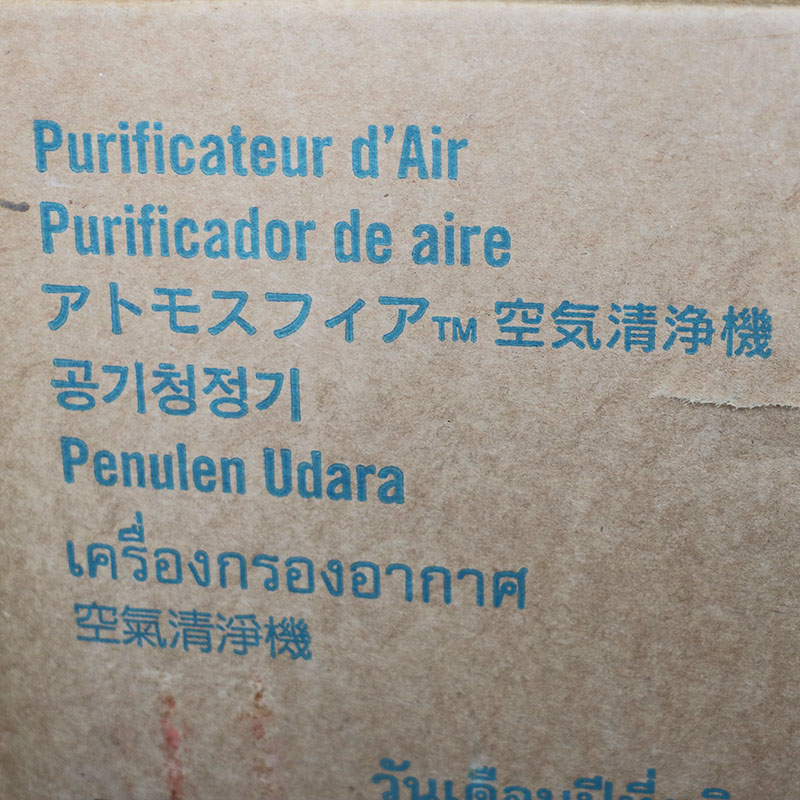 Purificateur d'Air
Purificador de aire
アトモスフィア™ 空気清浄機
공기청정기
Penulen Udara
เครื่องกรองอากาศ
空氣清淨機